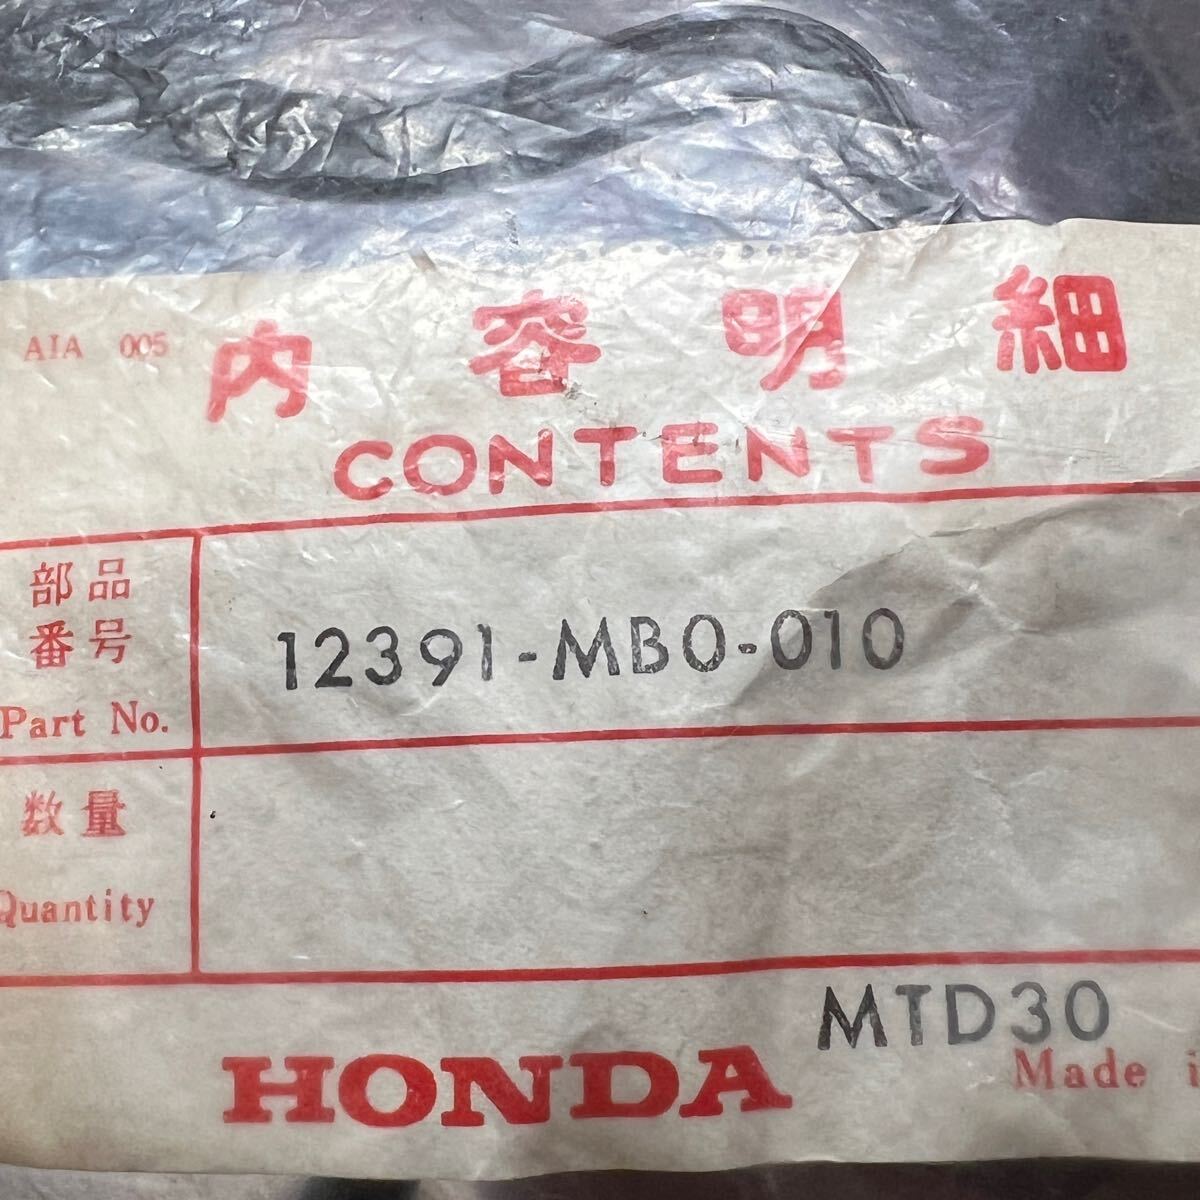 AIA 005
内容明細
CONTENTS
部品
番号
Part No.
12391-MB0-010
数量
Quantity
MTD30
HONDA
Made